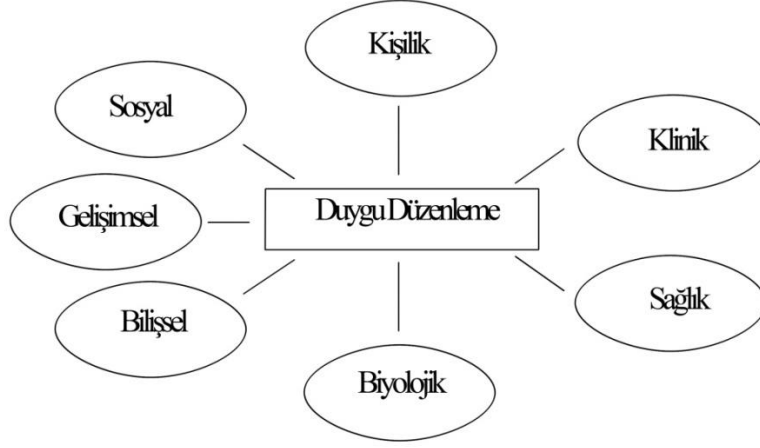 Kişilik
Sosyal
Klinik
Gelişimsel
Duygu Düzenleme
Bilişsel
Sağlık
Biyolojik